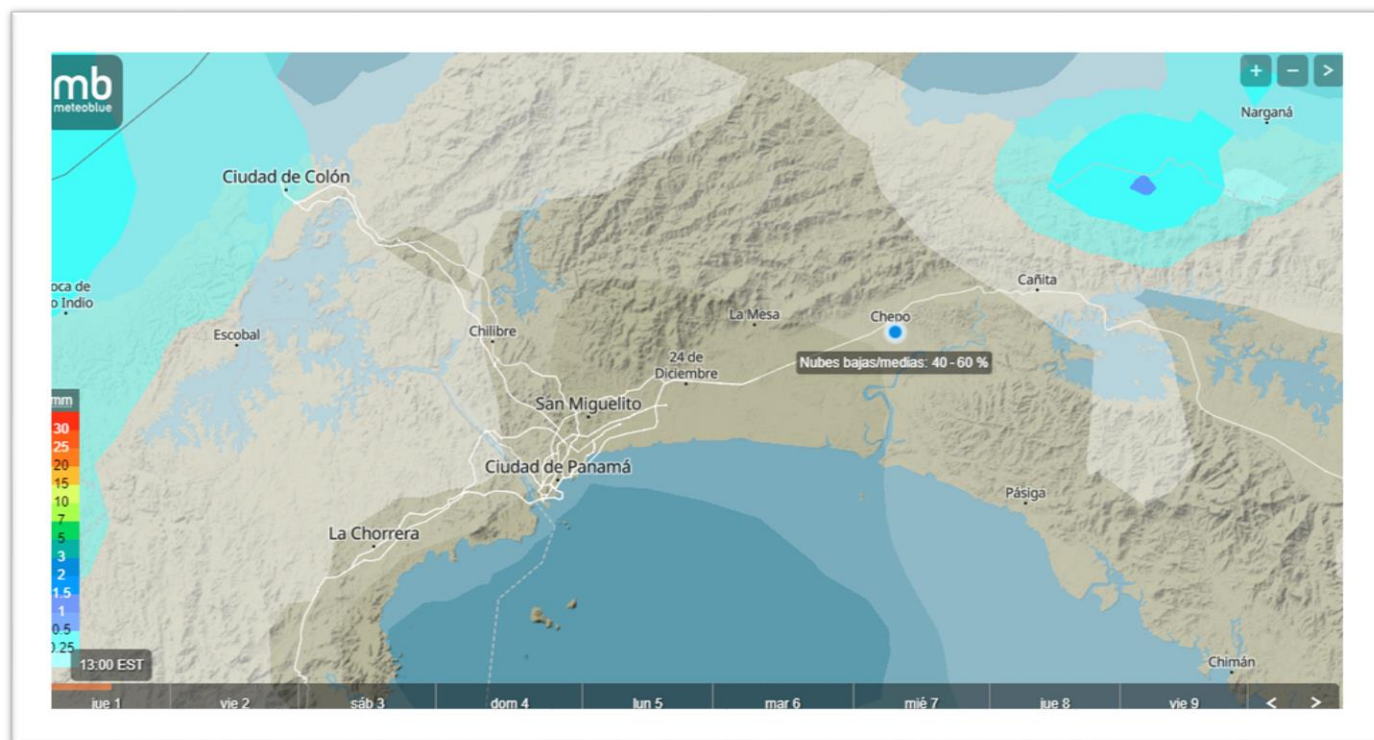 mb
meteoblue
+ − >
Narganá
Ciudad de Colón
Cañita
oca de
o Indio
La Mesa
Chepo
Escobal
Chilibre
Nubes bajas/medias: 40 - 60 %
24 de
Diciembre
San Miguelito
mm
30
25
20
15
10
7
5
3
2
1.5
1
0.5
0.25
Ciudad de Panamá
Pásiga
La Chorrera
13:00 EST
Chimán
jue 1 vie 2 sáb 3 dom 4 lun 5 mar 6 mié 7 jue 8 vie 9 < >